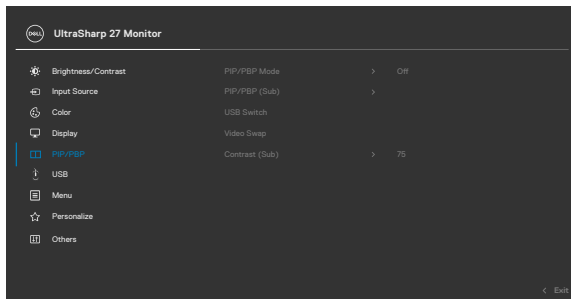 DELL UltraSharp 27 Monitor
Brightness/Contrast PIP/PBP Mode > Off
Input Source PIP/PBP (Sub) >
Color USB Switch
Display Video Swap
PIP/PBP Contrast (Sub) > 75
USB
Menu
Personalize
Others
< Exit